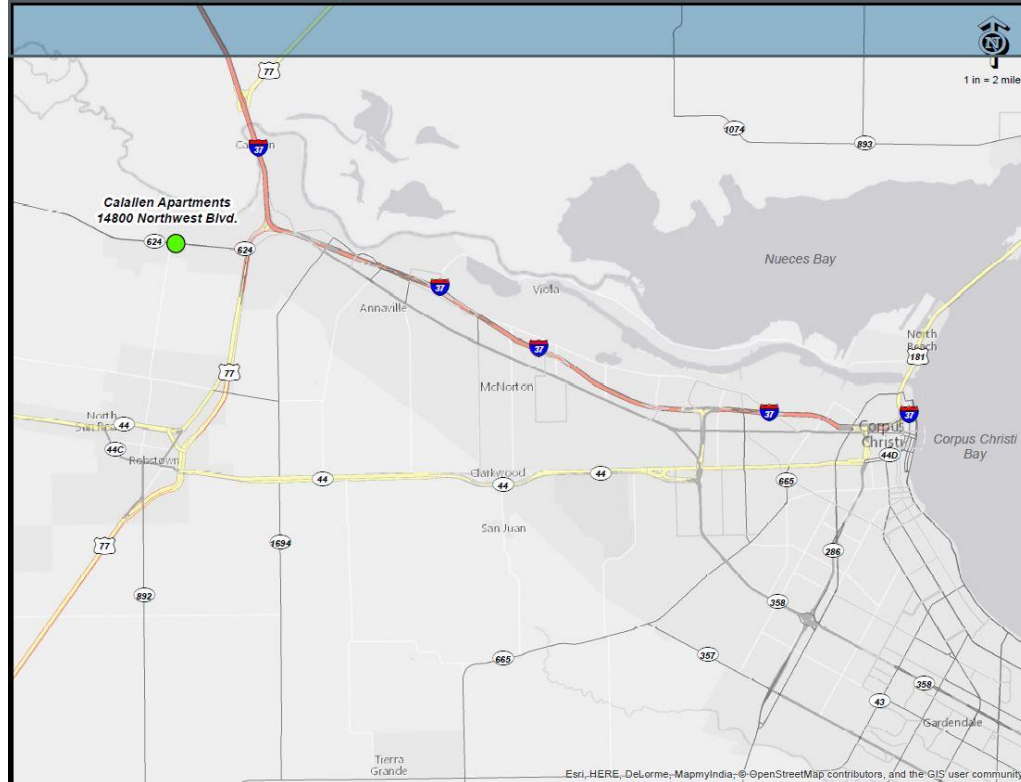 N
1 in = 2 mile
77
1074
893
37
Calallen Apartments
14800 Northwest Blvd.
624
624
Nueces Bay
37
Viola
Annaville
37
North
Beach
181
77
McNorton
37
37
North
44
Corpus
Christi
Corpus Christi
Bay
44C
Robstown
44D
44
Clarkwood
44
44
665
San Juan
77
1694
286
892
358
665
357
358
43
Gardendale
Tierra
Grande
Esri, HERE, DeLorme, MapmyIndia, © OpenStreetMap contributors, and the GIS user community